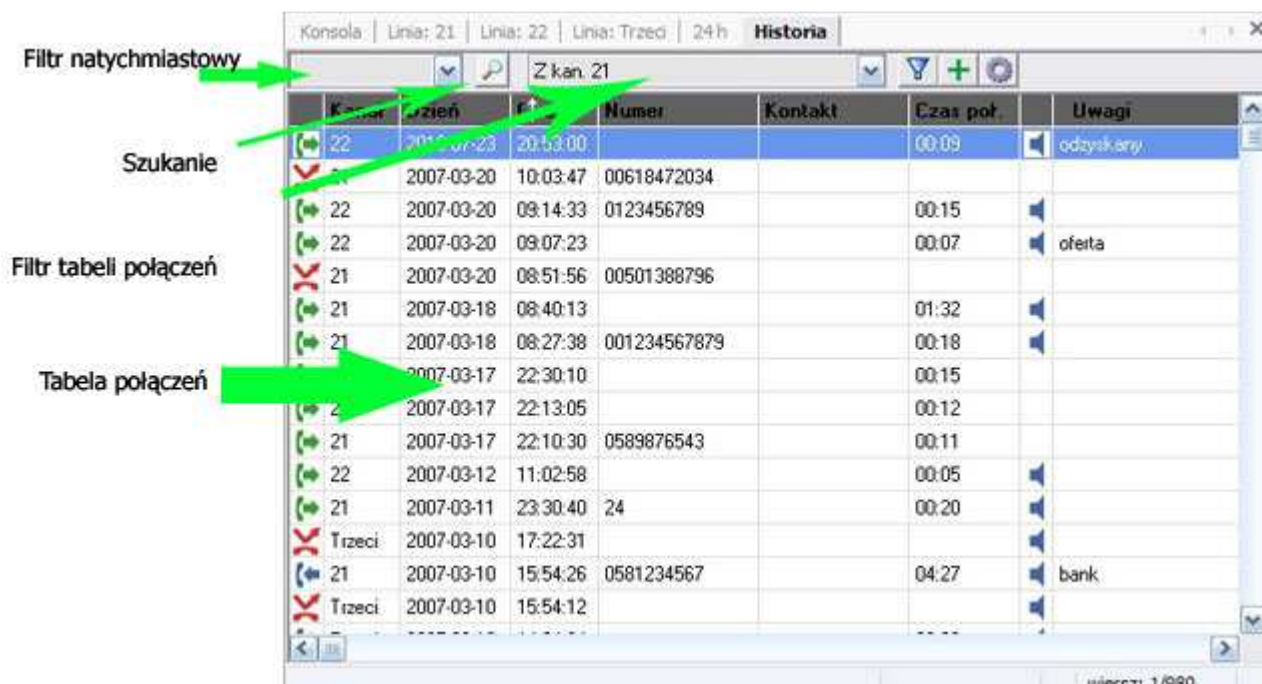 Konsola | Linia: 21 | Linia: 22 | Linia: Trzeci | 24 h Historia
Filtr natychmiastowy
Z kan. 21
Kanał Dzień Numer Kontakt Czas poł. Uwagi
22 20:53:00 00:09 odzyskany
Szukanie
21 2007-03-20 10:03:47 00618472034
22 2007-03-20 09:14:33 0123456789 00:15
22 2007-03-20 09:07:23 00:07 oferta
Filtr tabeli połączeń
21 2007-03-20 08:51:56 00501388796
21 2007-03-18 08:40:13 01:32
21 2007-03-18 08:27:38 001234567879 00:18
Tabela połączeń
2007-03-17 22:30:10 00:15
2007-03-17 22:13:05 00:12
21 2007-03-17 22:10:30 0589876543 00:11
22 2007-03-12 11:02:58 00:05
21 2007-03-11 23:30:40 24 00:20
Trzeci 2007-03-10 17:22:31
21 2007-03-10 15:54:26 0581234567 04:27 bank
Trzeci 2007-03-10 15:54:12
wiersz: 1/980